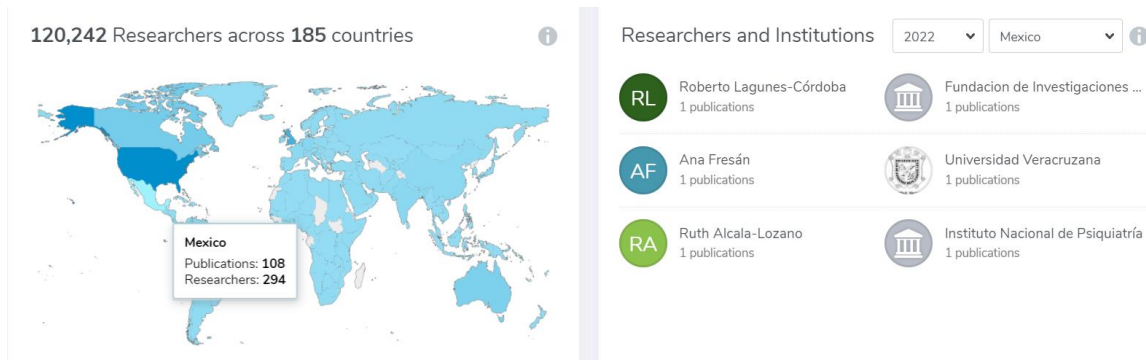 120,242 Researchers across 185 countries
Mexico
Publications: 108
Researchers: 294
Researchers and Institutions
2022
Mexico
RL
Roberto Lagunes-Córdoba
1 publications
Fundacion de Investigaciones ...
1 publications
AF
Ana Fresán
1 publications
Universidad Veracruzana
1 publications
RA
Ruth Alcala-Lozano
1 publications
Instituto Nacional de Psiquiatría
1 publications